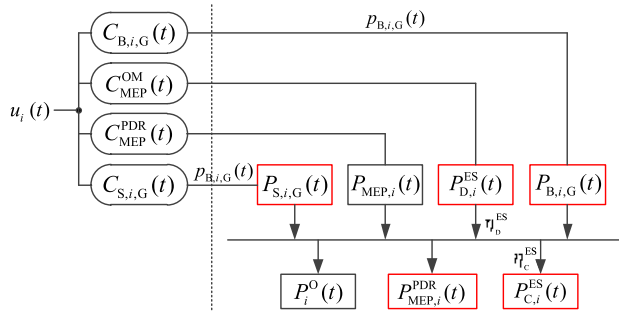 p_{B,i,G}(t)
C_{B,i,G}(t)
C_{MEP}^{OM}(t)
u_i(t)
C_{MEP}^{PDR}(t)
C_{S,i,G}(t)
p_{B,i,G}(t)
P_{S,i,G}(t)
P_{MEP,i}(t)
P_{D,i}^{ES}(t)
P_{B,i,G}(t)
η_D^{ES}
η_C^{ES}
P_i^O(t)
P_{MEP,i}^{PDR}(t)
P_{C,i}^{ES}(t)